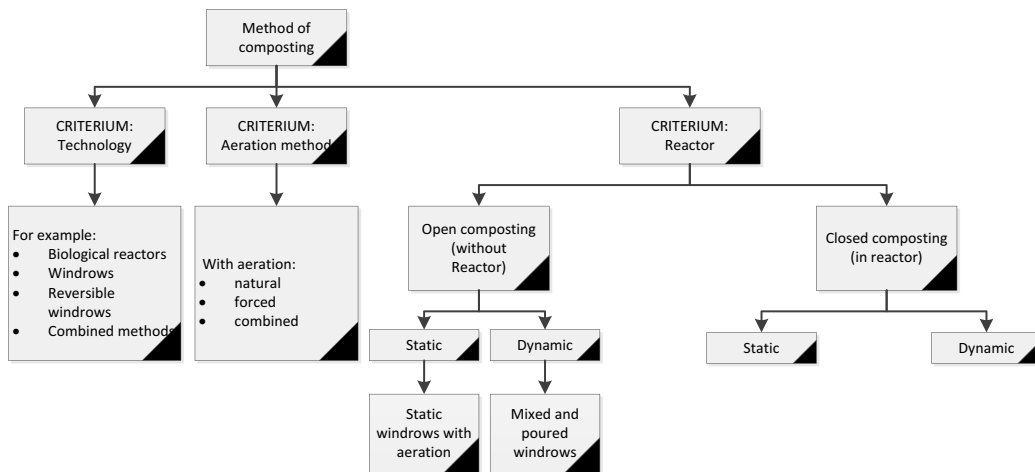 Method of
composting
CRITERIUM:
Technology
CRITERIUM:
Aeration method
CRITERIUM:
Reactor
For example:
• Biological reactors
• Windrows
• Reversible
windrows
• Combined methods
With aeration:
• natural
• forced
• combined
Open composting
(without
Reactor)
Closed composting
(in reactor)
Static
Dynamic
Static
Dynamic
Static
windrows with
aeration
Mixed and
poured
windrows